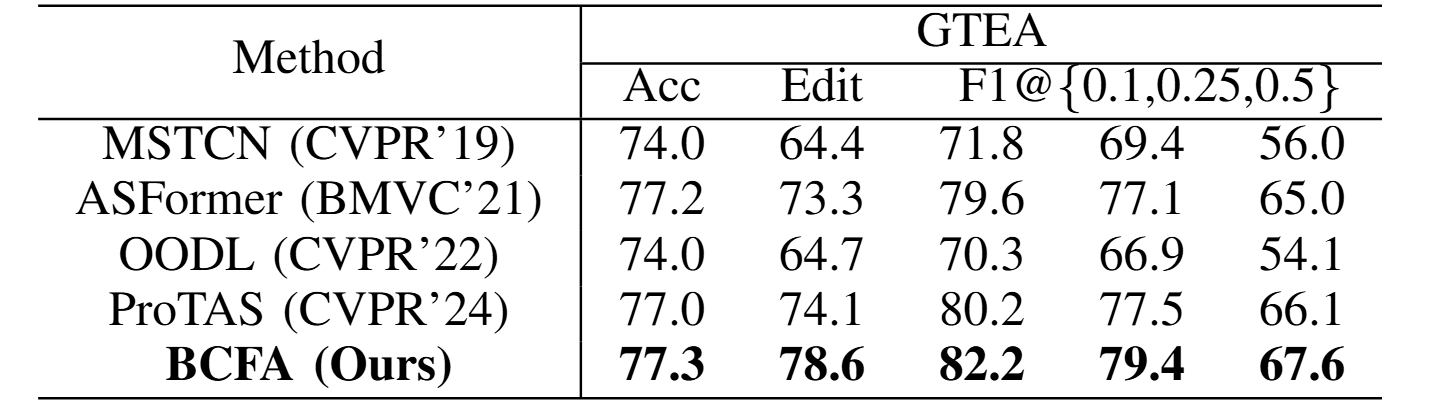 Method GTEA
Acc Edit F1@{0.1,0.25,0.5}
MSTCN (CVPR’19) 74.0 64.4 71.8 69.4 56.0
ASFormer (BMVC’21) 77.2 73.3 79.6 77.1 65.0
OODL (CVPR’22) 74.0 64.7 70.3 66.9 54.1
ProTAS (CVPR’24) 77.0 74.1 80.2 77.5 66.1
BCFA (Ours) 77.3 78.6 82.2 79.4 67.6